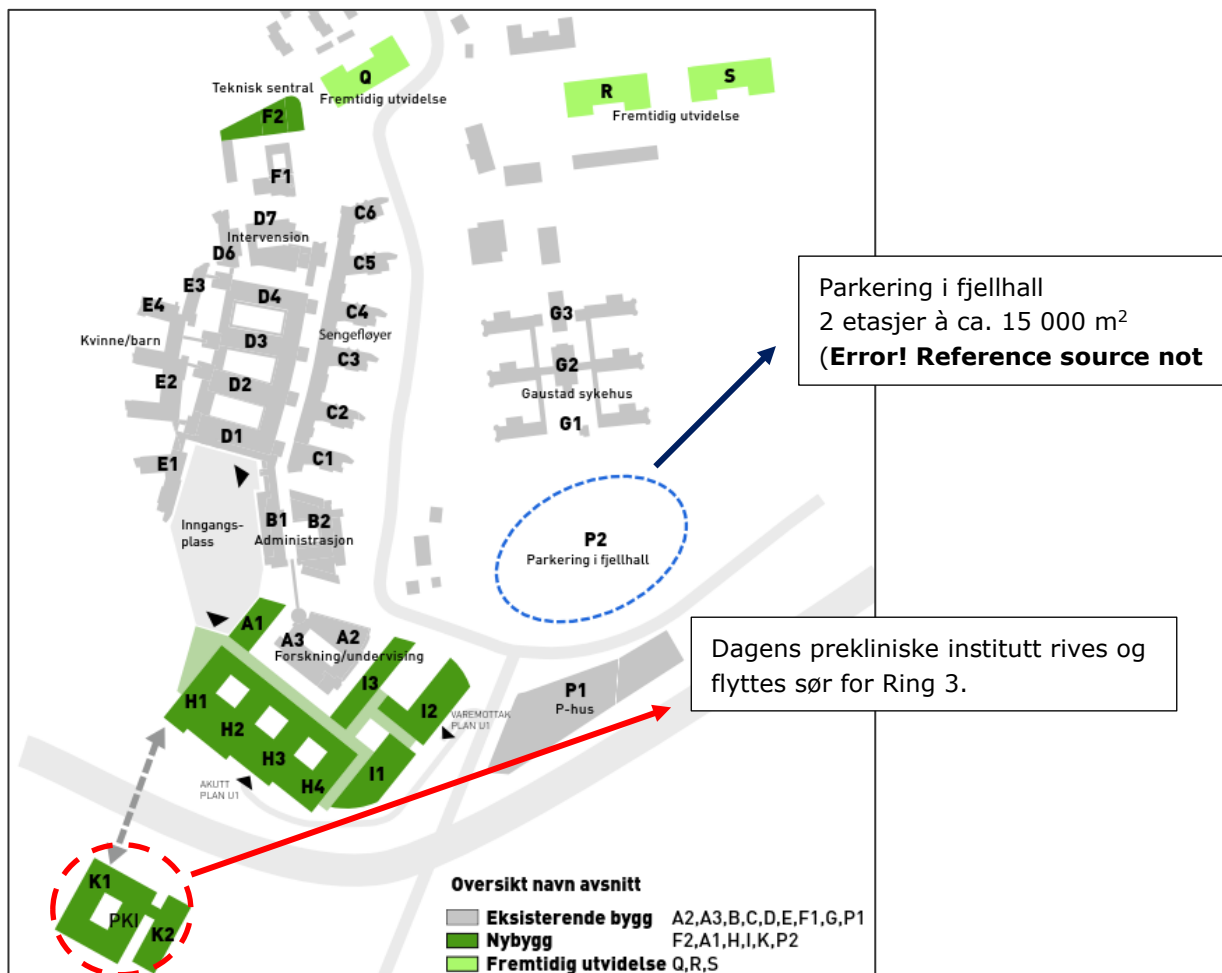 Q
Fremtidig utvidelse
Teknisk sentral
F2
R
S
Fremtidig utvidelse
F1
D7
Intervension
D6
C6
C5
E3
E4
D4
C4
Sengefløyer
Kvinne/barn
D3
C3
E2
D2
C2
D1
C1
E1
G3
G2
Gaustad sykehus
G1
Parkering i fjellhall
2 etasjer à ca. 15 000 m²
(Error! Reference source not
Inngangs-
plass
B1
B2
Administrasjon
P2
Parkering i fjellhall
A1
A3
A2
Forskning/undervising
I3
H1
H2
H3
H4
I2
I1
VAREMOTTAK
PLAN U1
P1
P-hus
Dagens prekliniske institutt rives og
flyttes sør for Ring 3.
AKUTT
PLAN U1
K1
PKI
K2
Oversikt navn avsnitt
Eksisterende bygg A2,A3,B,C,D,E,F1,G,P1
Nybygg F2,A1,H,I,K,P2
Fremtidig utvidelse Q,R,S